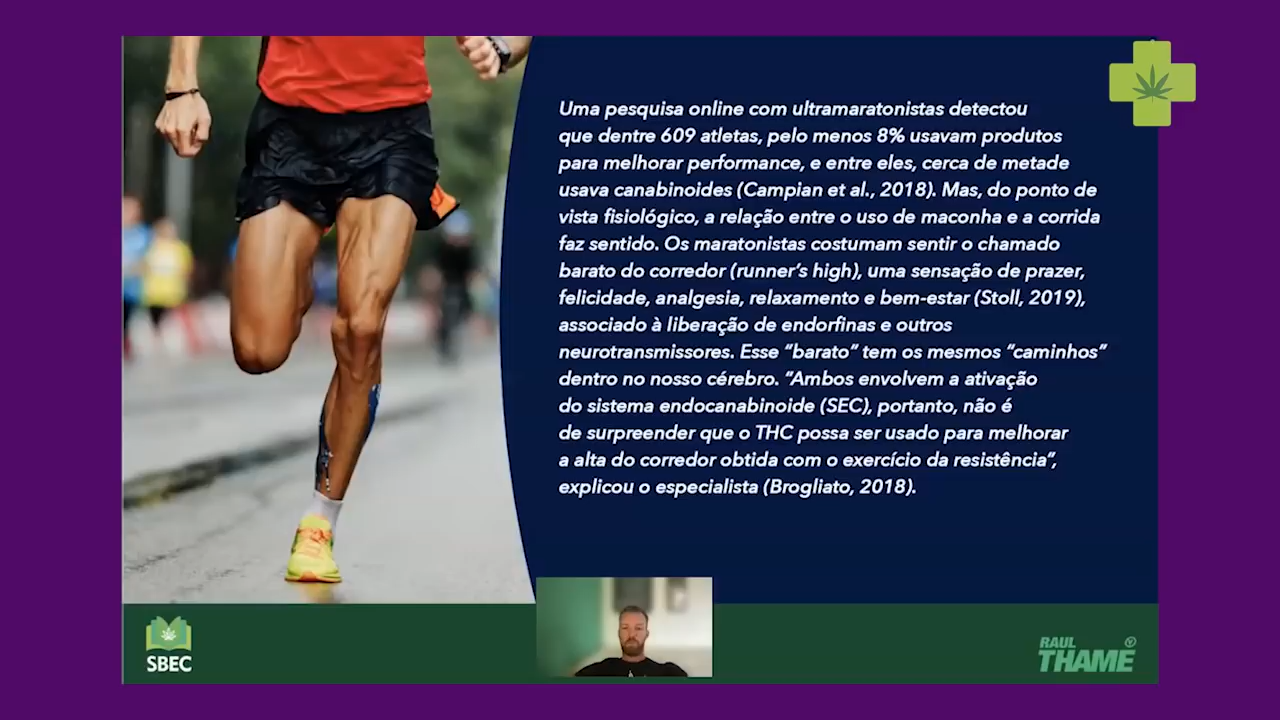 Uma pesquisa online com ultramaratonistas detectou
que dentre 609 atletas, pelo menos 8% usavam produtos
para melhorar performance, e entre eles, cerca de metade
usava canabinoides (Campian et al., 2018). Mas, do ponto de
vista fisiológico, a relação entre o uso de maconha e a corrida
faz sentido. Os maratonistas costumam sentir o chamado
barato do corredor (runner's high), uma sensação de prazer,
felicidade, analgesia, relaxamento e bem-estar (Stoll, 2019),
associado à liberação de endorfinas e outros
neurotransmissores. Esse “barato” tem os mesmos “caminhos”
dentro no nosso cérebro. “Ambos envolvem a ativação
do sistema endocanabinoide (SEC), portanto, não é
de surpreender que o THC possa ser usado para melhorar
a alta do corredor obtida com o exercício da resistência”,
explicou o especialista (Brogliato, 2018).
SBEC
RAUL
THAME